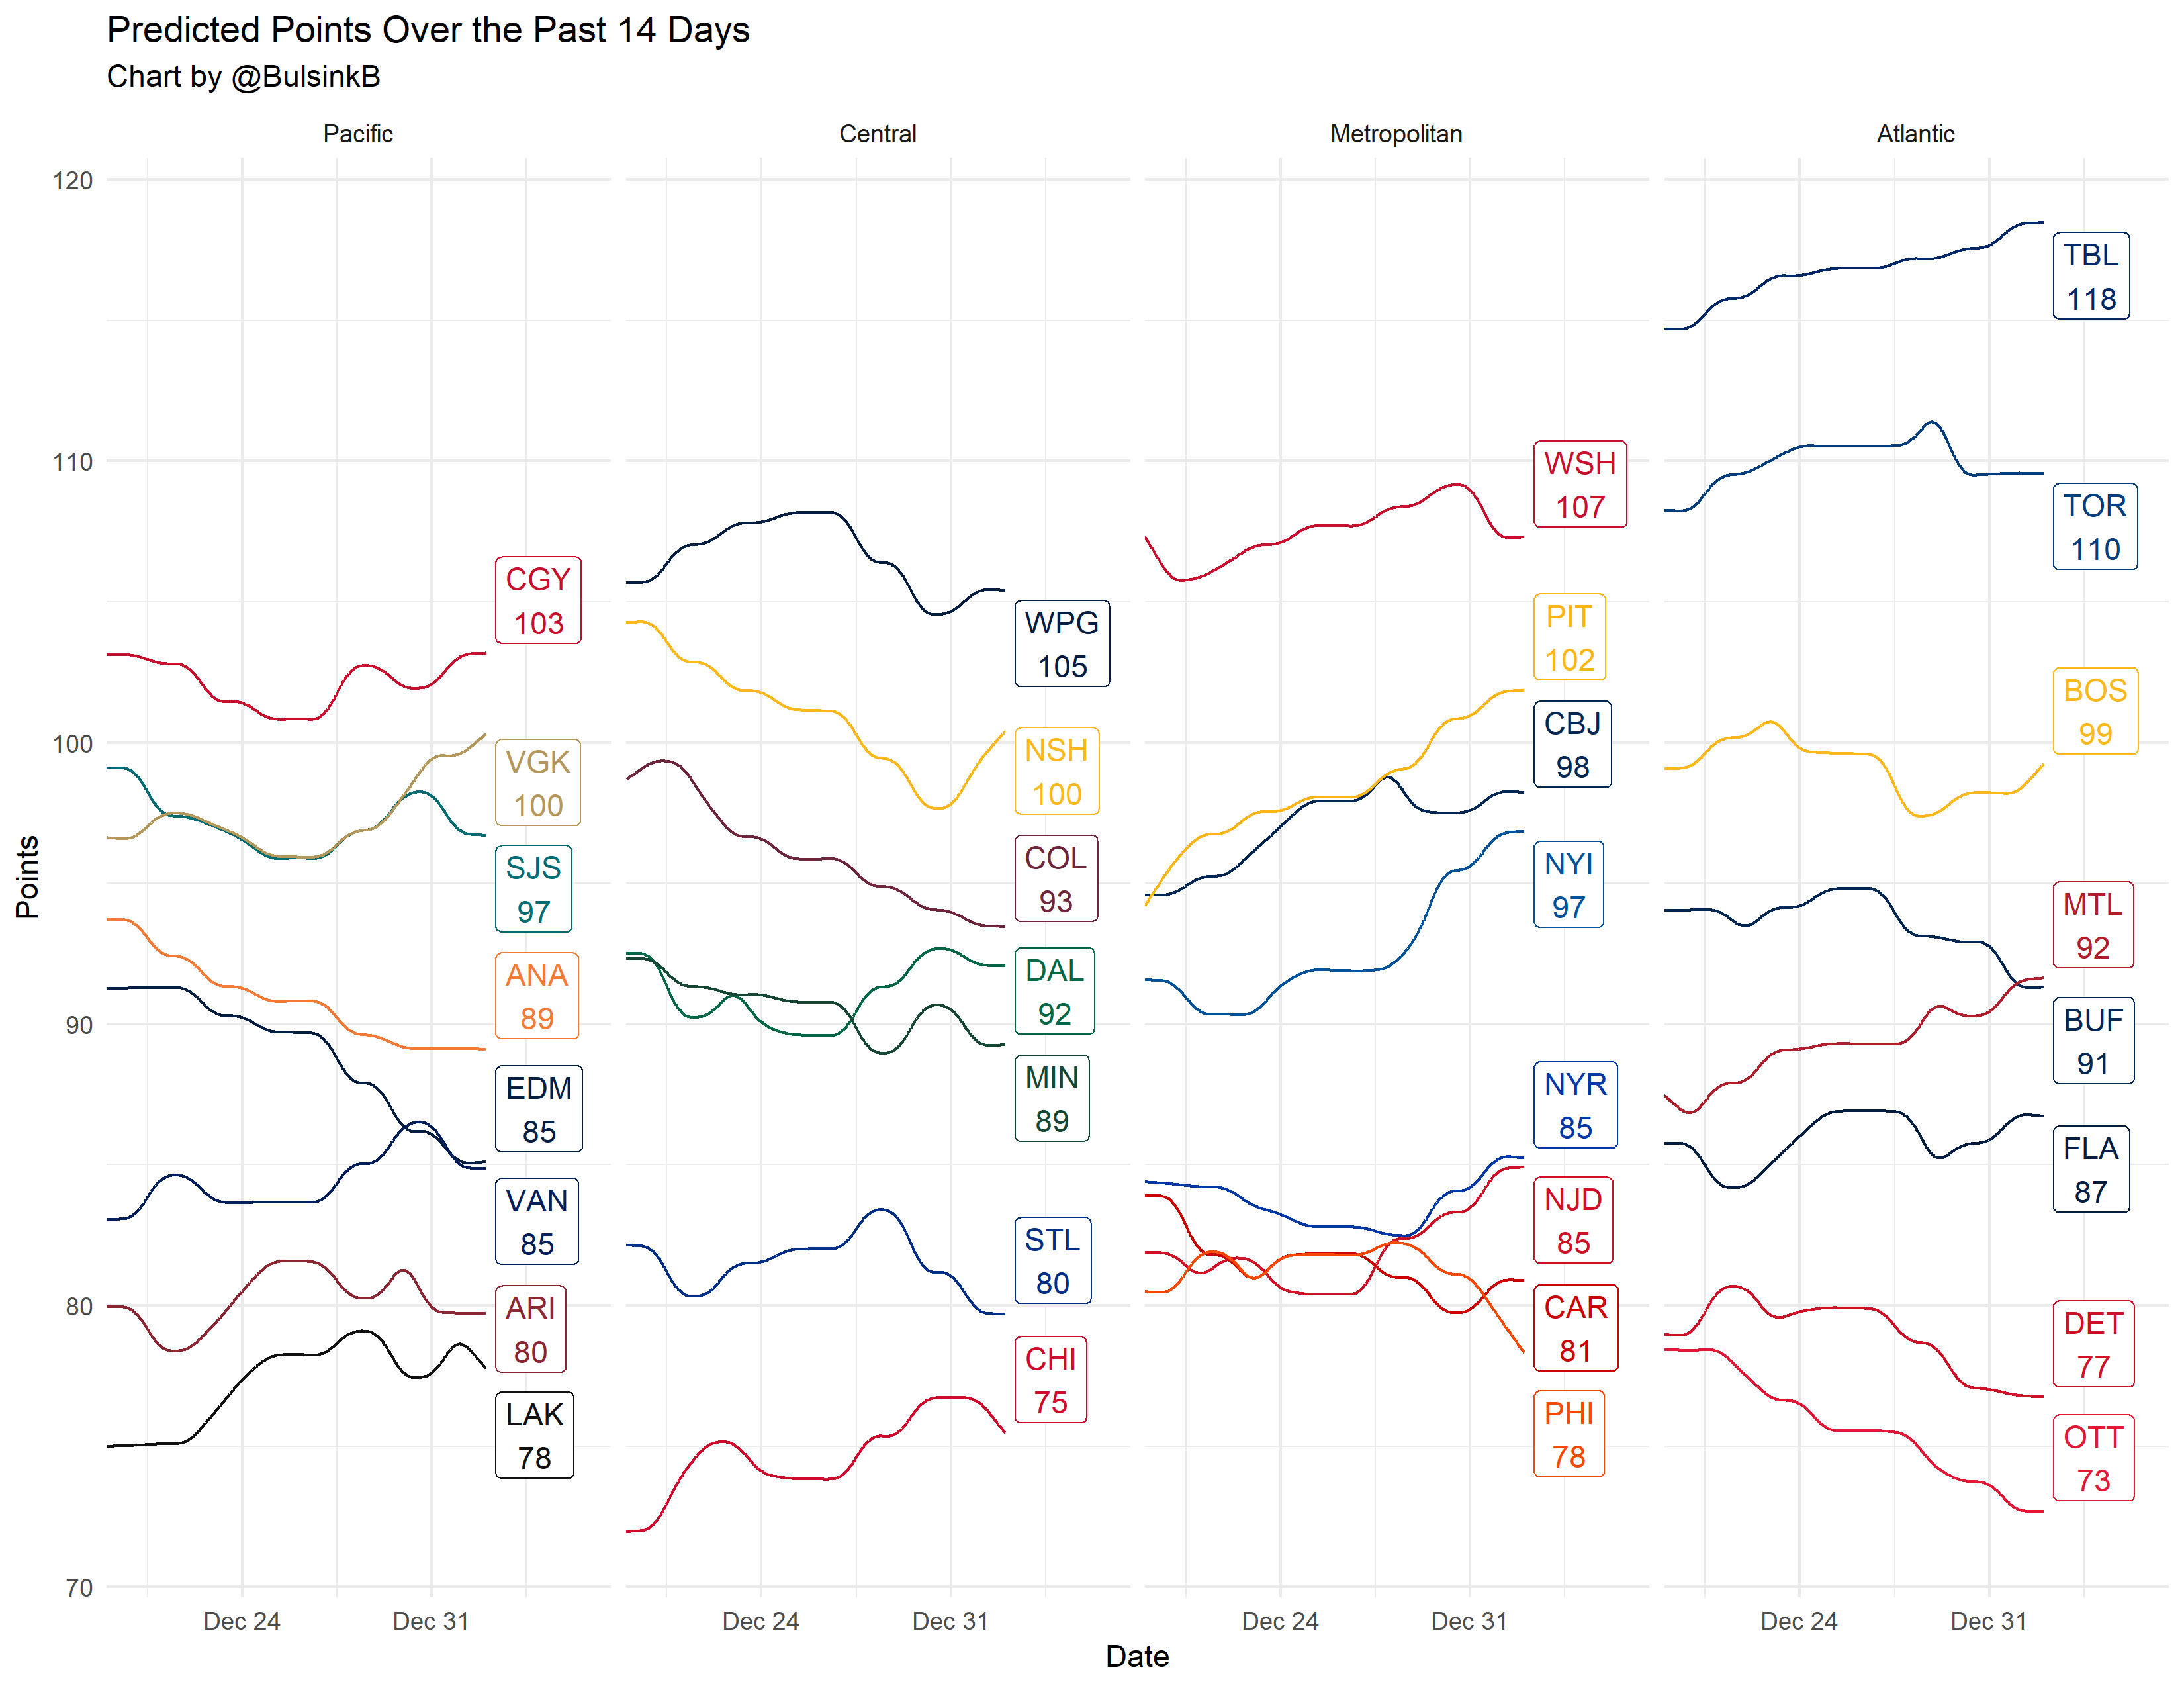 Predicted Points Over the Past 14 Days
Chart by @BulsinkB
Pacific
Central
Metropolitan
Atlantic
Points
120
110
100
90
80
70
CGY
103
VGK
100
SJS
97
ANA
89
EDM
85
VAN
85
ARI
80
LAK
78
WPG
105
NSH
100
COL
93
DAL
92
MIN
89
STL
80
CHI
75
WSH
107
PIT
102
CBJ
98
NYI
97
NYR
85
NJD
85
CAR
81
PHI
78
TBL
118
TOR
110
BOS
99
MTL
92
BUF
91
FLA
87
DET
77
OTT
73
Dec 24
Dec 31
Dec 24
Dec 31
Dec 24
Dec 31
Dec 24
Dec 31
Date